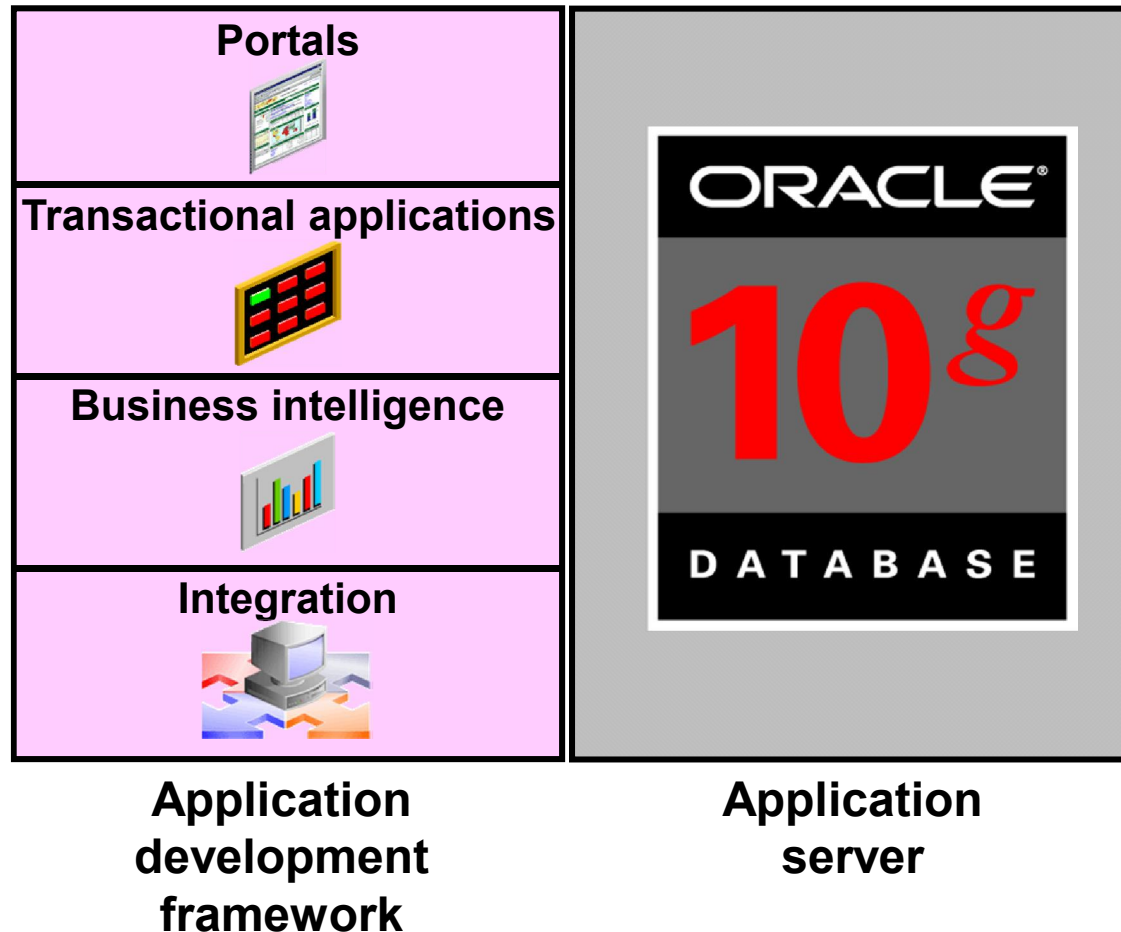 Portals
Transactional applications
Business intelligence
Integration
Application
development
framework
ORACLE®
10g
DATABASE
Application
server